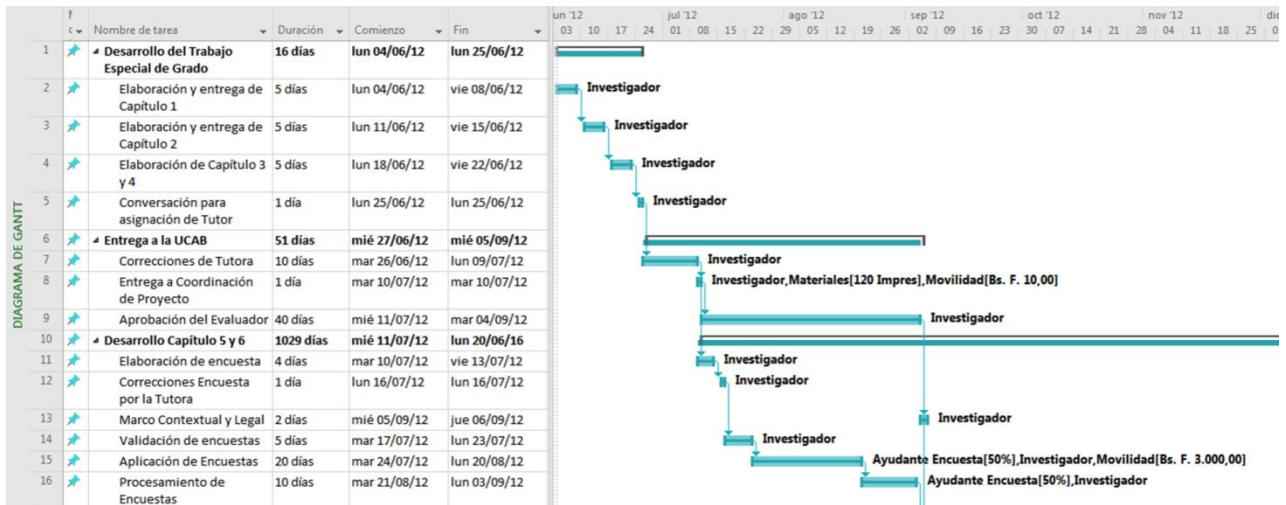 un '12 jul '12 ago '12 sep '12 oct '12 nov '12 dic
Nombre de tarea Duración Comienzo Fin 03 10 17 24 01 08 15 22 29 05 12 19 26 02 09 16 23 30 07 14 21 28 04 11 18 25 0
DIAGRAMA DE GANTT
1 Desarrollo del Trabajo 16 días lun 04/06/12 lun 25/06/12
Especial de Grado
2 Elaboración y entrega de 5 días lun 04/06/12 vie 08/06/12 Investigador
Capítulo 1
3 Elaboración y entrega de 5 días lun 11/06/12 vie 15/06/12 Investigador
Capítulo 2
4 Elaboración de Capítulo 3 5 días lun 18/06/12 vie 22/06/12 Investigador
y 4
5 Conversación para 1 día lun 25/06/12 lun 25/06/12 Investigador
asignación de Tutor
6 Entrega a la UCAB 51 días mié 27/06/12 mié 05/09/12
7 Correcciones de Tutora 10 días mar 26/06/12 lun 09/07/12 Investigador
8 Entrega a Coordinación 1 día mar 10/07/12 mar 10/07/12 Investigador,Materiales[120 Impres],Movilidad[Bs. F. 10,00]
de Proyecto
9 Aprobación del Evaluador 40 días mié 11/07/12 mar 04/09/12 Investigador
10 Desarrollo Capítulo 5 y 6 1029 días mié 11/07/12 lun 20/06/16
11 Elaboración de encuesta 4 días mar 10/07/12 vie 13/07/12 Investigador
12 Correcciones Encuesta 1 día lun 16/07/12 lun 16/07/12 Investigador
por la Tutora
13 Marco Contextual y Legal 2 días mié 05/09/12 jue 06/09/12 Investigador
14 Validación de encuestas 5 días mar 17/07/12 lun 23/07/12 Investigador
15 Aplicación de Encuestas 20 días mar 24/07/12 lun 20/08/12 Ayudante Encuesta[50%],Investigador,Movilidad[Bs. F. 3.000,00]
16 Procesamiento de 10 días mar 21/08/12 lun 03/09/12 Ayudante Encuesta[50%],Investigador
Encuestas